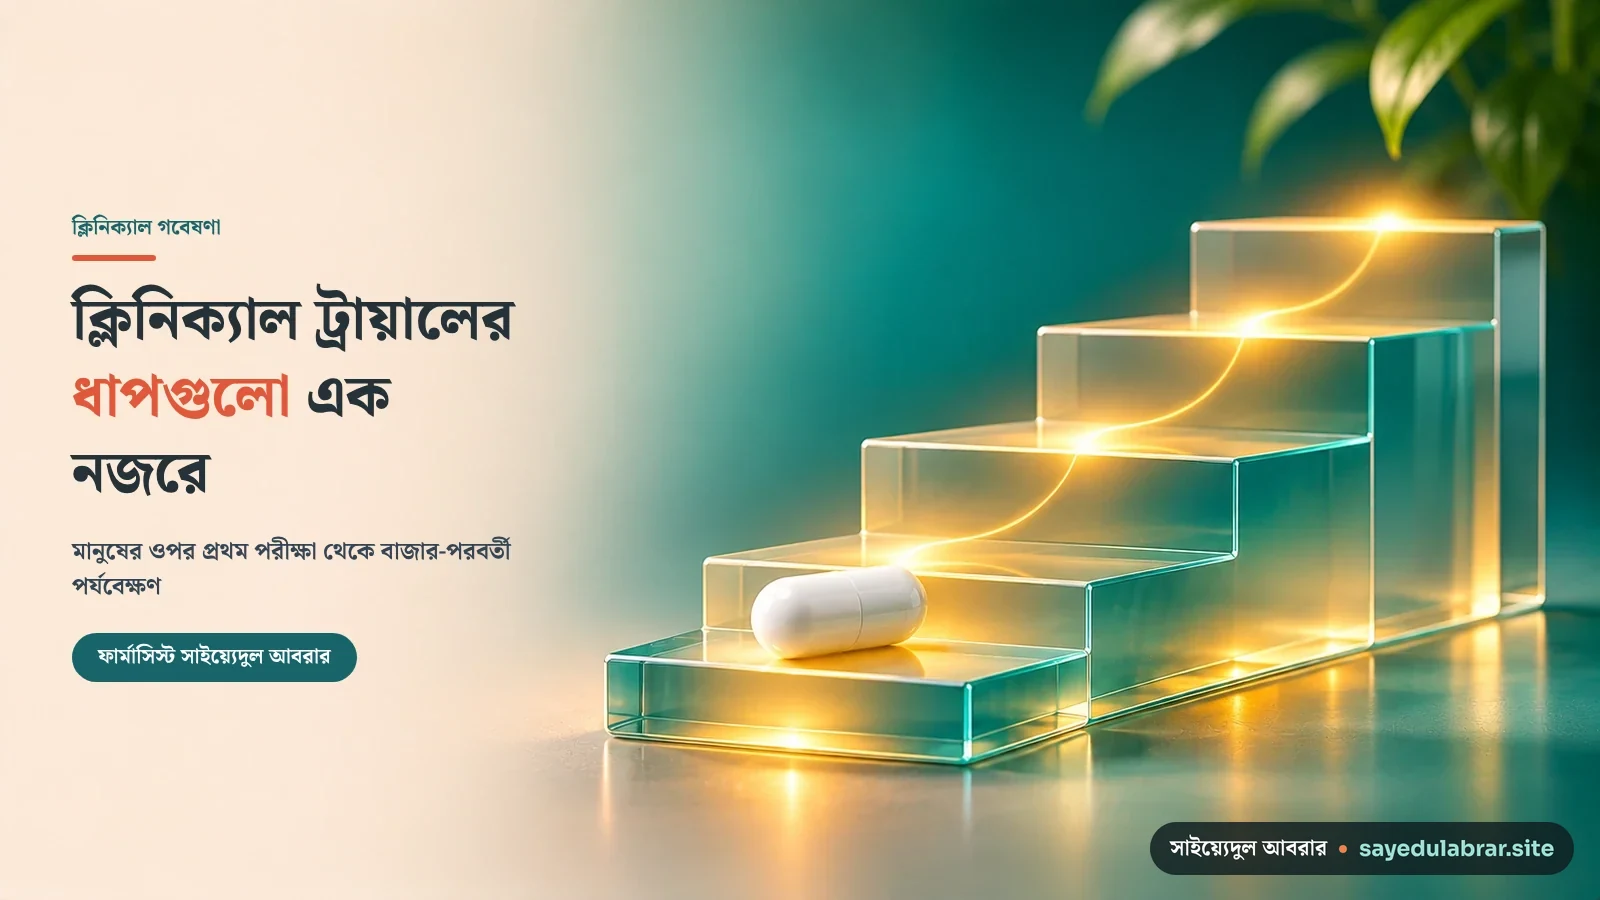 ক্লিনিক্যাল গবেষণা
ক্লিনিক্যাল ট্রায়ালের
ধাপগুলো এক
নজরে
মানুষের ওপর প্রথম পরীক্ষা থেকে বাজার-পরবর্তী
পর্যবেক্ষণ
ফার্মাসিস্ট সাইয়্যেদুল আবরার
সাইয়্যেদুল আবরার • sayedulabrar.site